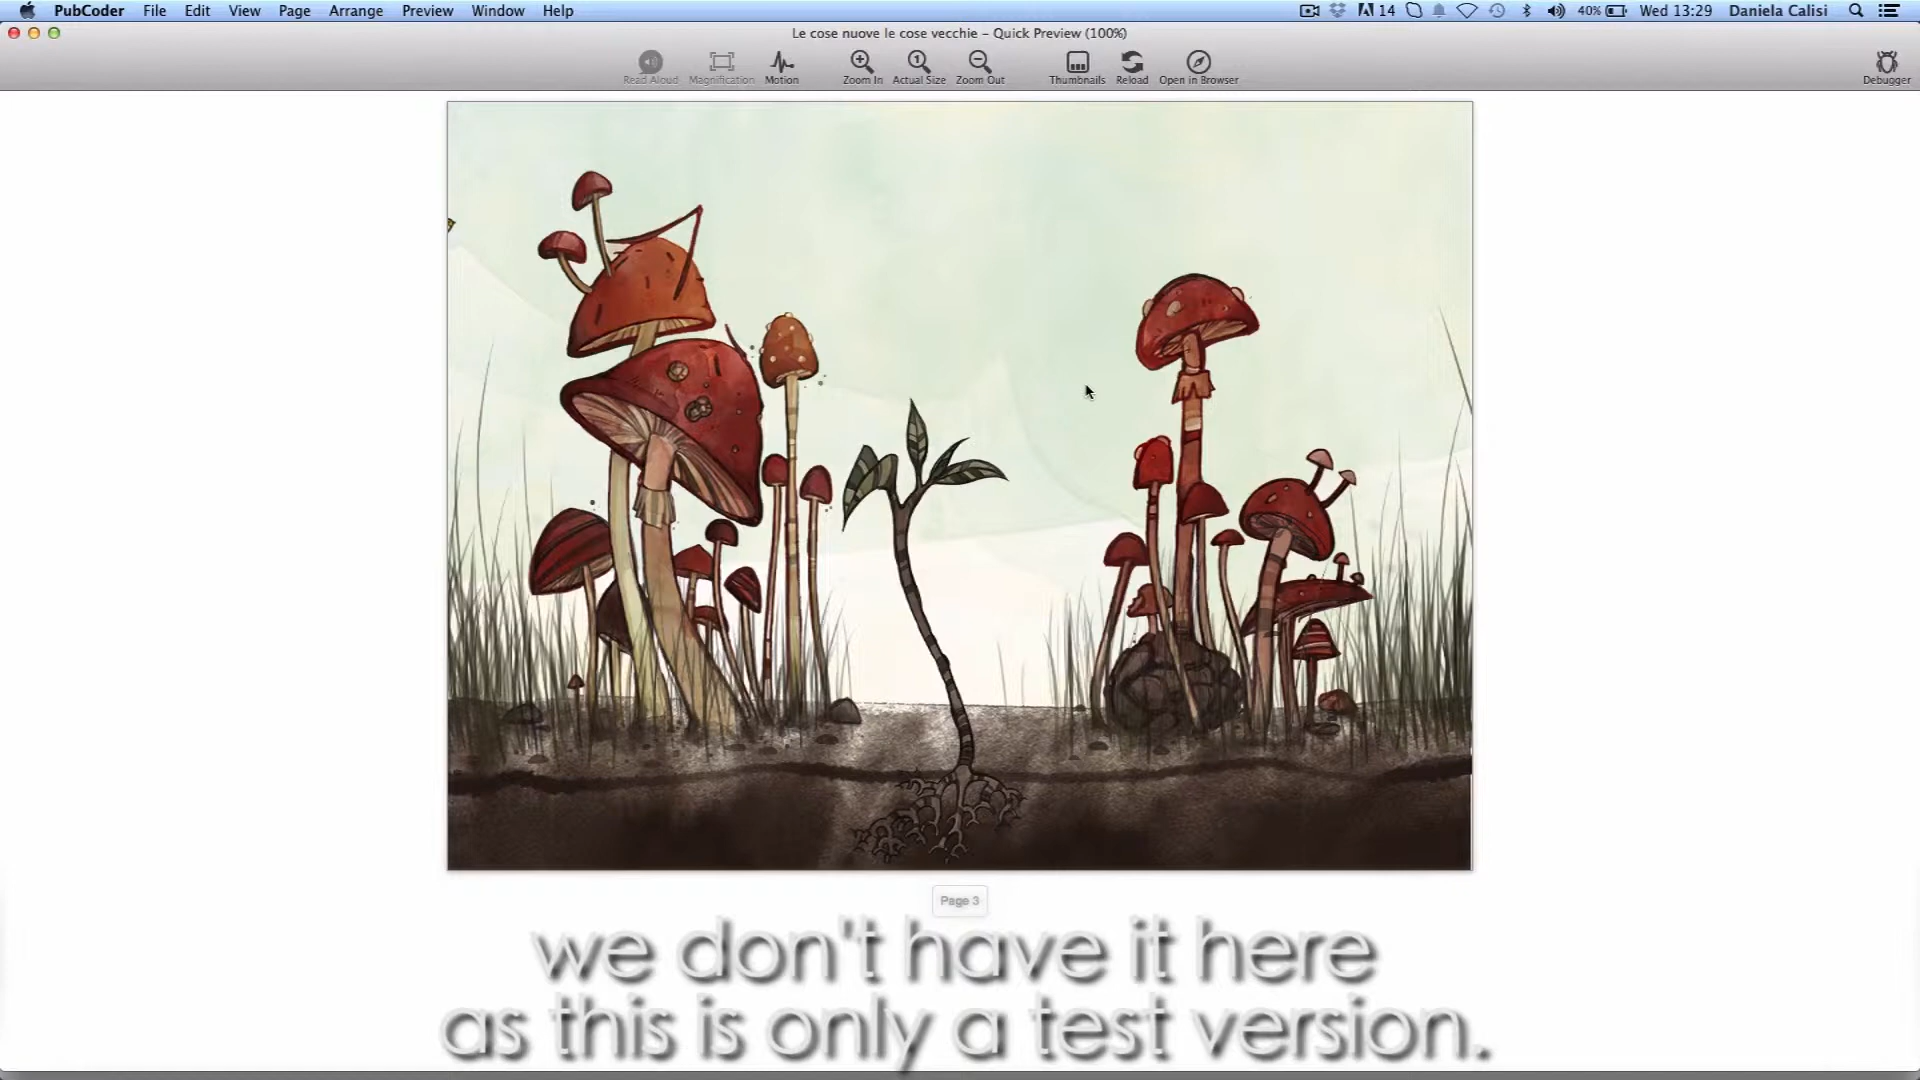 PubCoder File Edit View Page Arrange Preview Window Help 14 40% Wed 13:29 Daniela Calisi
Le cose nuove le cose vecchie – Quick Preview (100%)
Read Aloud Magnification Motion Zoom In Actual Size Zoom Out Thumbnails Reload Open in Browser Debugger
Page 3
we don't have it here
as this is only a test version.